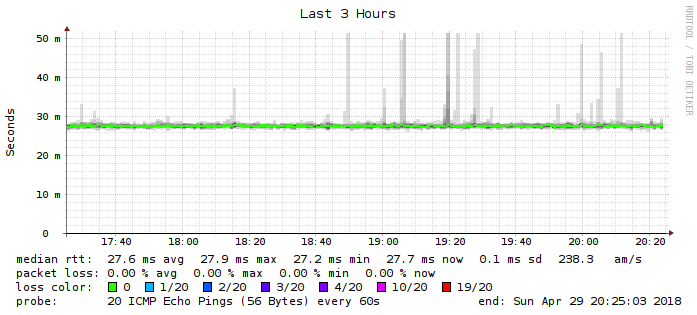 Last 3 Hours
RRDTOOL / TOBI OETIKER
Seconds
50 m
40 m
30 m
20 m
10 m
0
17:40 18:00 18:20 18:40 19:00 19:20 19:40 20:00 20:20
median rtt: 27.6 ms avg 27.9 ms max 27.2 ms min 27.7 ms now 0.1 ms sd 238.3 am/s
packet loss: 0.00 % avg 0.00 % max 0.00 % min 0.00 % now
loss color: 0 1/20 2/20 3/20 4/20 10/20 19/20
probe: 20 ICMP Echo Pings (56 Bytes) every 60s end: Sun Apr 29 20:25:03 2018